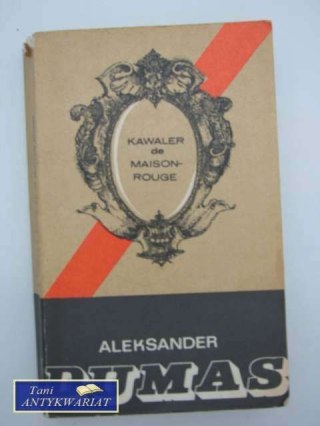 KAWALER
de
MAISON-
ROUGE
ALEKSANDER
DUMAS
Tani
ANTYKWARIAT